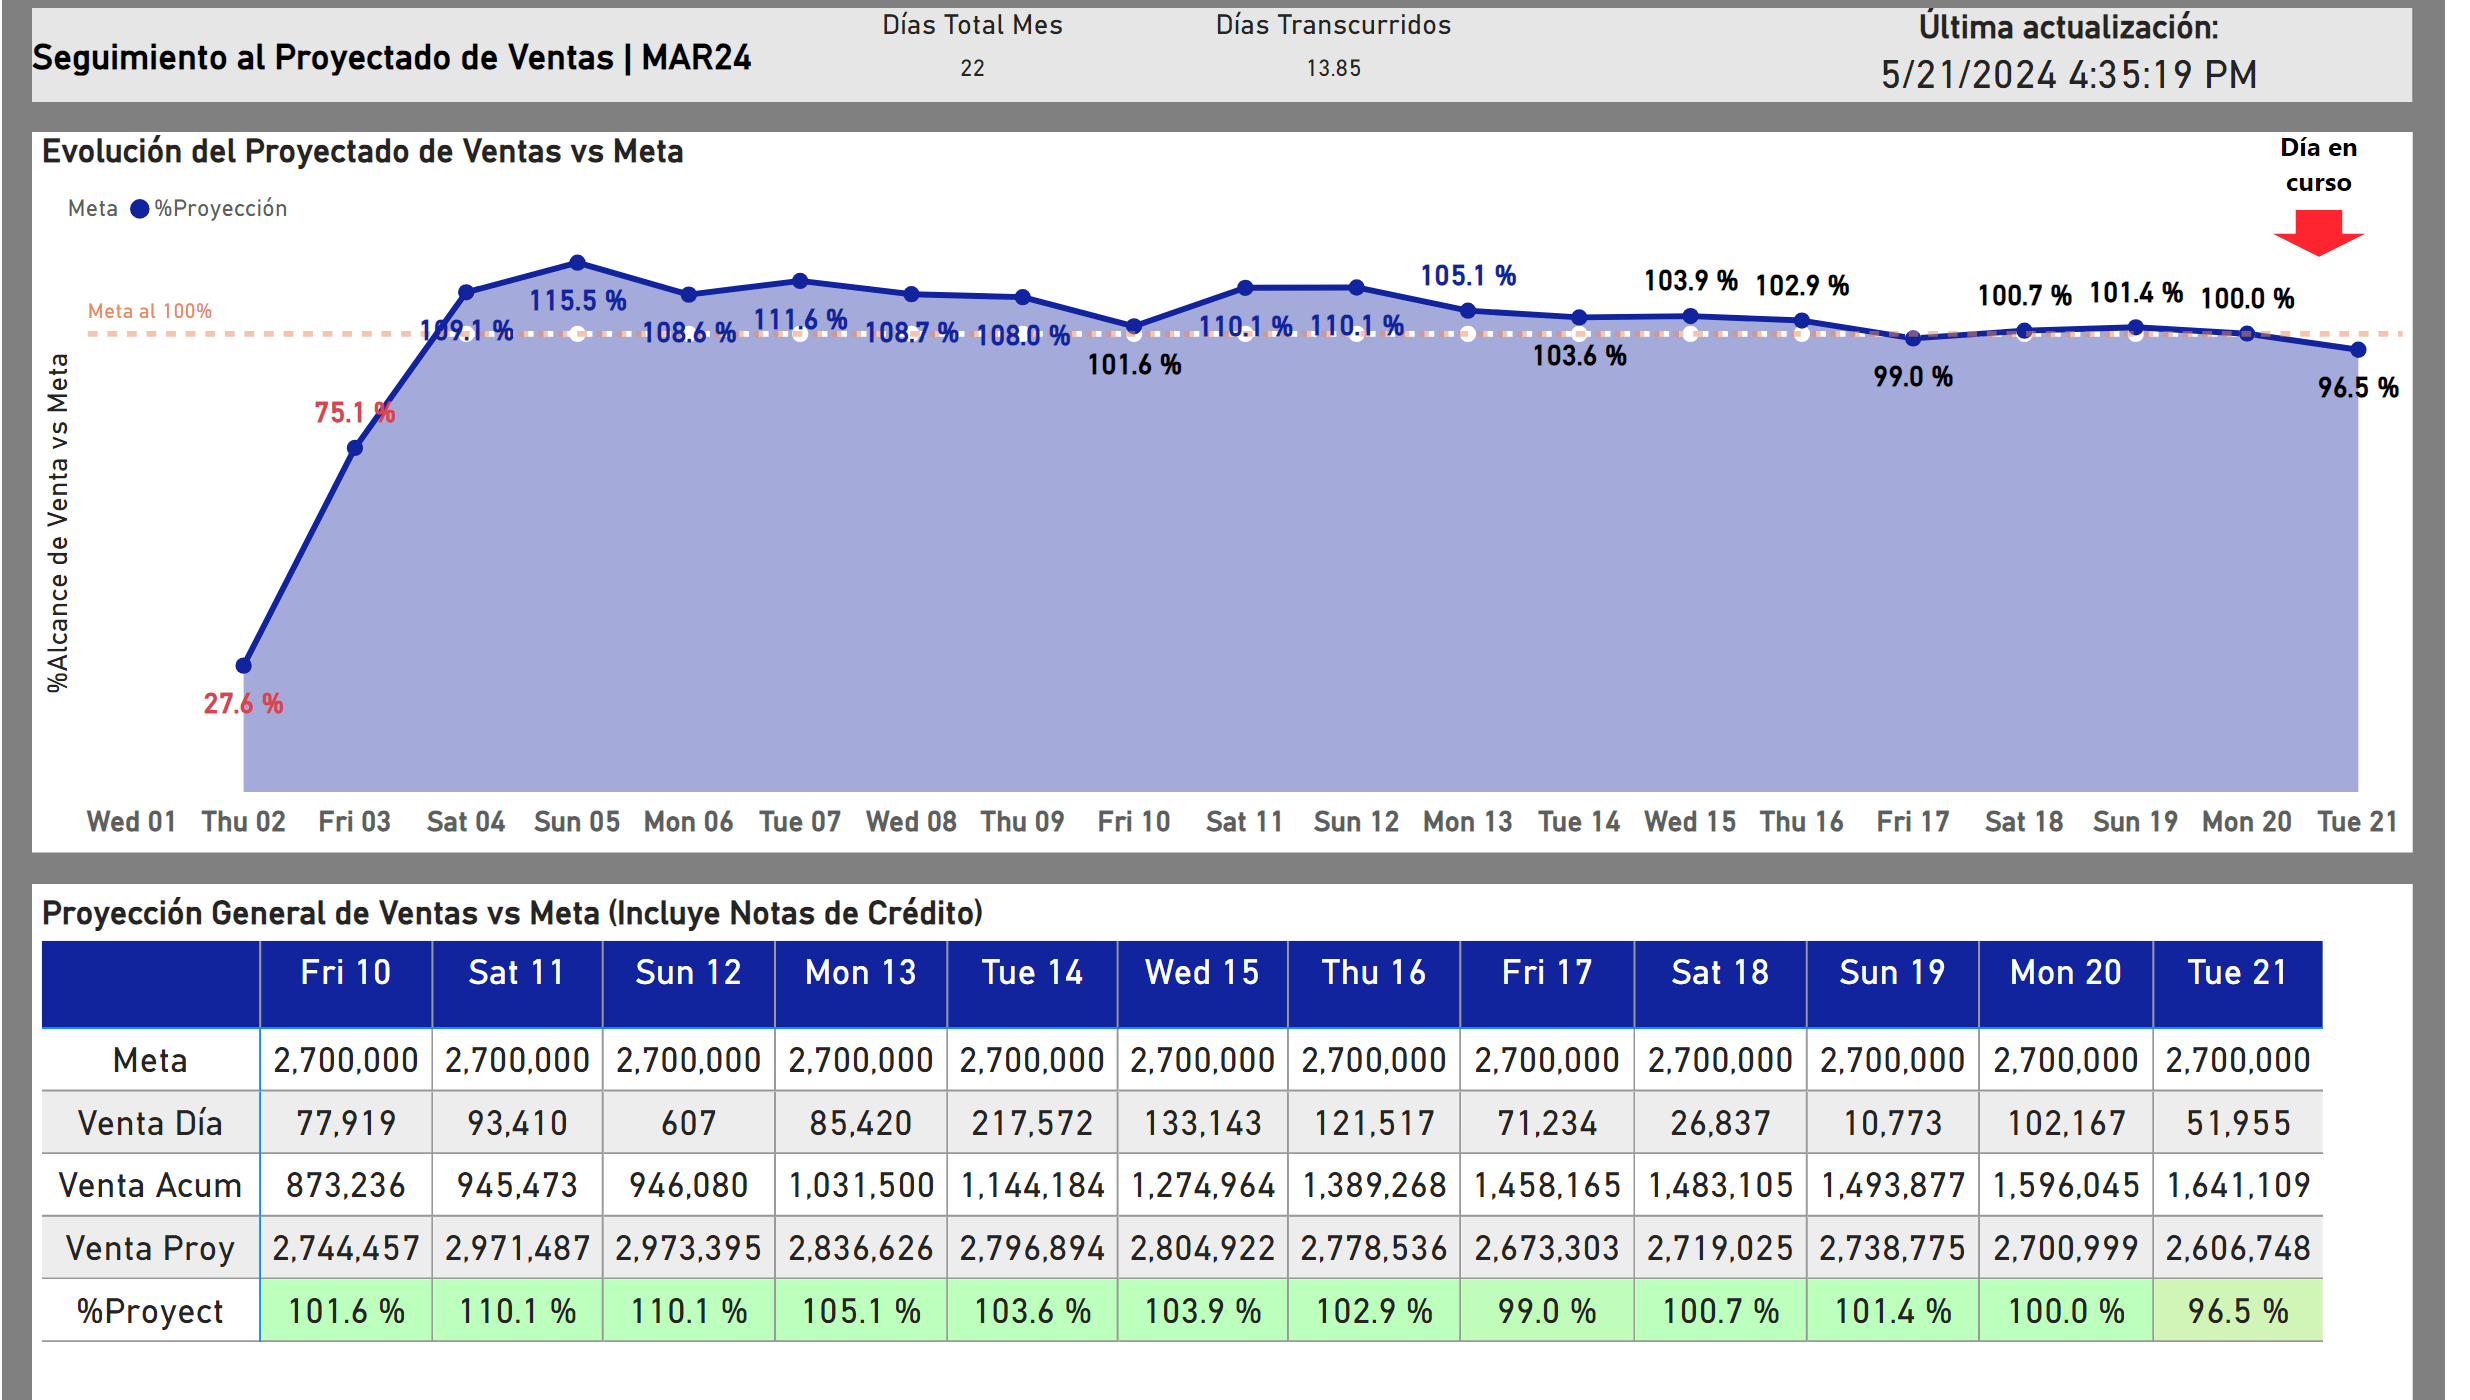 Seguimiento al Proyectado de Ventas | MAR24
Días Total Mes
22
Días Transcurridos
13.85
Última actualización:
5/21/2024 4:35:19 PM
Evolución del Proyectado de Ventas vs Meta
Día en
curso
Meta %Proyección
Meta al 100%
%Alcance de Venta vs Meta
27.6 %
75.1 %
109.1 %
115.5 %
108.6 %
111.6 %
108.7 %
108.0 %
101.6 %
110.1 %
110.1 %
105.1 %
103.6 %
103.9 %
102.9 %
99.0 %
100.7 %
101.4 %
100.0 %
96.5 %
Wed 01 Thu 02 Fri 03 Sat 04 Sun 05 Mon 06 Tue 07 Wed 08 Thu 09 Fri 10 Sat 11 Sun 12 Mon 13 Tue 14 Wed 15 Thu 16 Fri 17 Sat 18 Sun 19 Mon 20 Tue 21
Proyección General de Ventas vs Meta (Incluye Notas de Crédito)
Fri 10 Sat 11 Sun 12 Mon 13 Tue 14 Wed 15 Thu 16 Fri 17 Sat 18 Sun 19 Mon 20 Tue 21
Meta 2,700,000 2,700,000 2,700,000 2,700,000 2,700,000 2,700,000 2,700,000 2,700,000 2,700,000 2,700,000 2,700,000 2,700,000
Venta Día 77,919 93,410 607 85,420 217,572 133,143 121,517 71,234 26,837 10,773 102,167 51,955
Venta Acum 873,236 945,473 946,080 1,031,500 1,144,184 1,274,964 1,389,268 1,458,165 1,483,105 1,493,877 1,596,045 1,641,109
Venta Proy 2,744,457 2,971,487 2,973,395 2,836,626 2,796,894 2,804,922 2,778,536 2,673,303 2,719,025 2,738,775 2,700,999 2,606,748
%Proyect 101.6 % 110.1 % 110.1 % 105.1 % 103.6 % 103.9 % 102.9 % 99.0 % 100.7 % 101.4 % 100.0 % 96.5 %